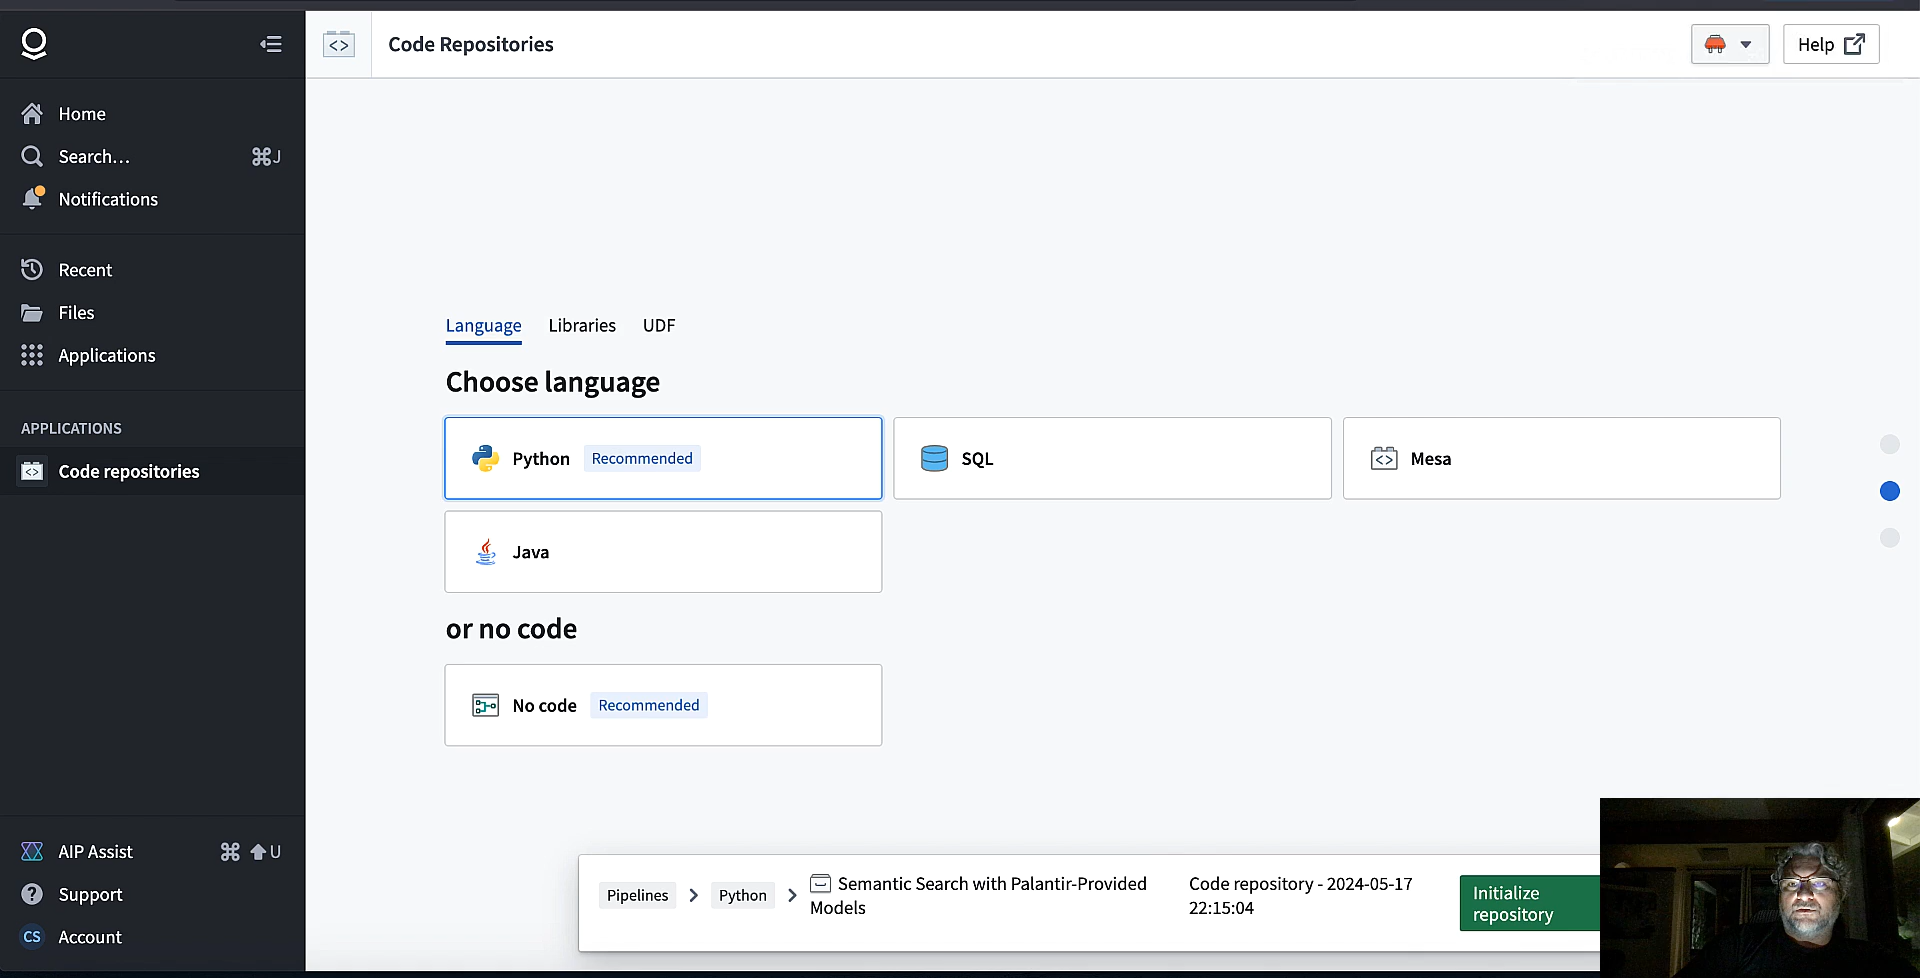 Code Repositories
Help
Home
Search…
⌘J
Notifications
Recent
Files
Applications
APPLICATIONS
Code repositories
Language
Libraries
UDF
Choose language
Python
Recommended
SQL
Mesa
Java
or no code
No code
Recommended
AIP Assist
⌘ ⬆ U
Support
CS
Account
Pipelines
Python
Semantic Search with Palantir-Provided
Models
Code repository - 2024-05-17
22:15:04
Initialize
repository